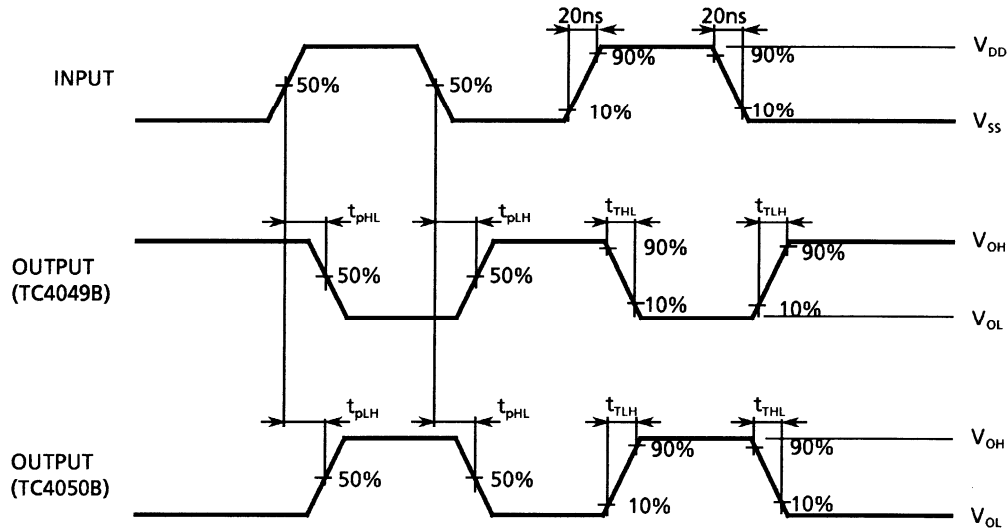 20ns 20ns
INPUT 50% 50% 90% 10% 90% 10% V_DD V_SS
t_pHL t_pLH t_THL t_TLH
OUTPUT
(TC4049B) 50% 50% 90% 10% 90% 10% V_OH V_OL
t_pLH t_pHL t_TLH t_THL
OUTPUT
(TC4050B) 50% 50% 90% 10% 90% 10% V_OH V_OL